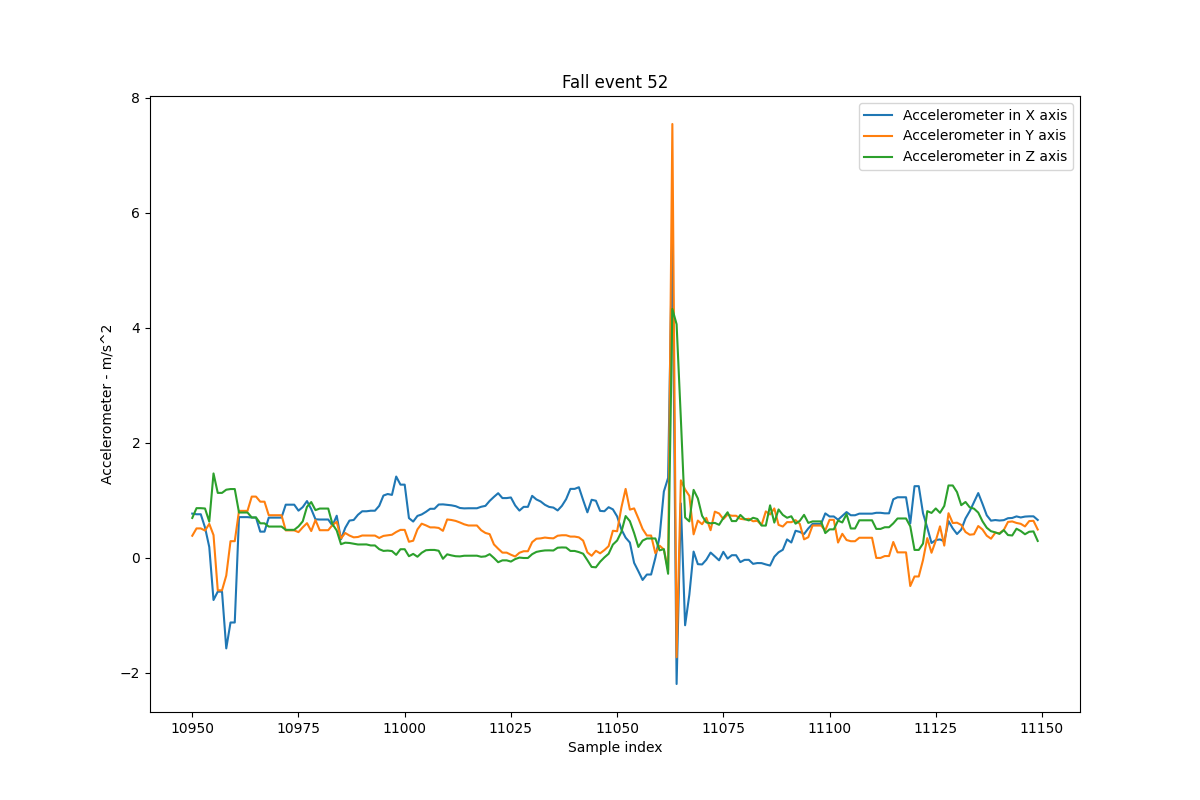 Fall event 52
Accelerometer in X axis
Accelerometer in Y axis
Accelerometer in Z axis
Accelerometer - m/s^2
8
6
4
2
0
−2
10950 10975 11000 11025 11050 11075 11100 11125 11150
Sample index